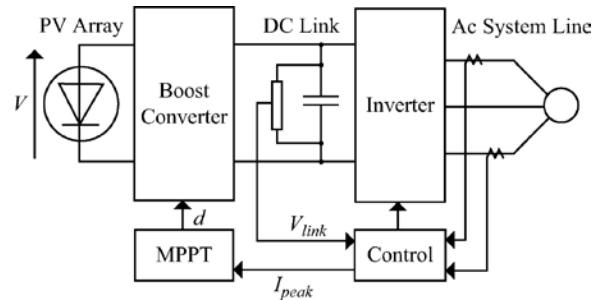 PV Array
DC Link
Ac System Line
V
Boost
Converter
Inverter
d
V_link
MPPT
Control
I_peak